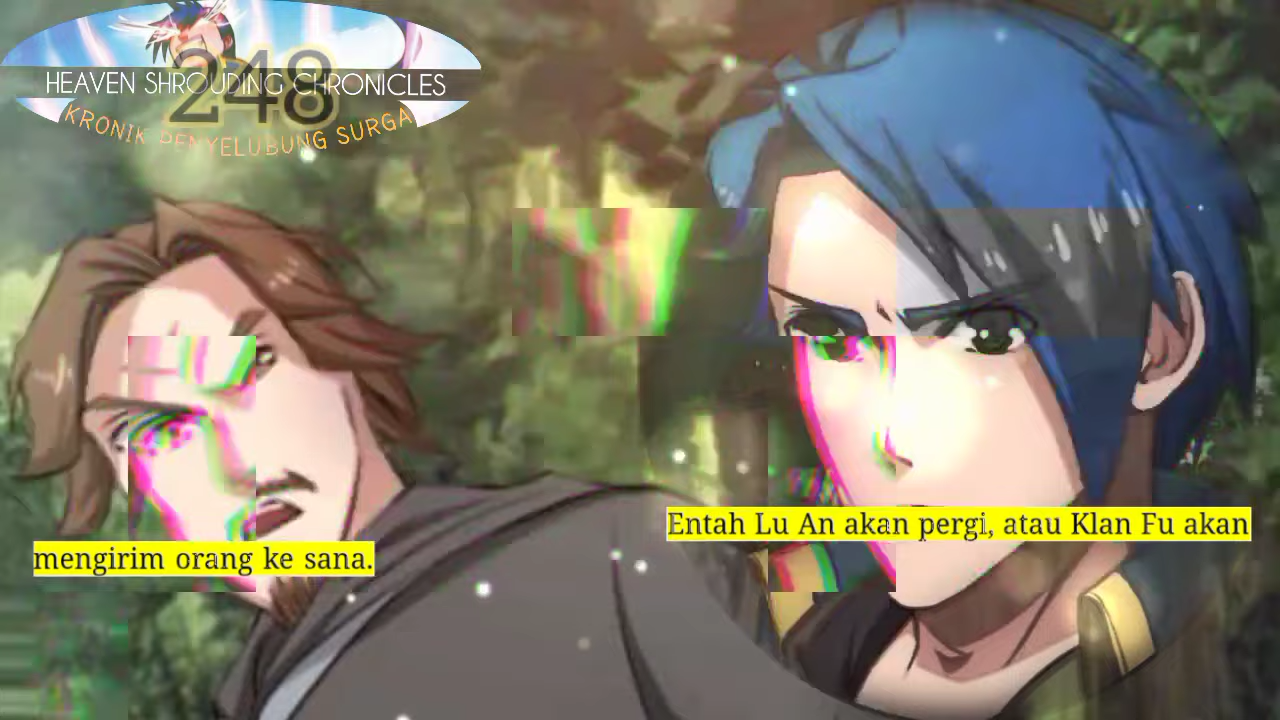 248
HEAVEN SHROUDING CHRONICLES
KRONIK PENYELUBUNG SURGA
Entah Lu An akan pergi, atau Klan Fu akan
mengirim orang ke sana.